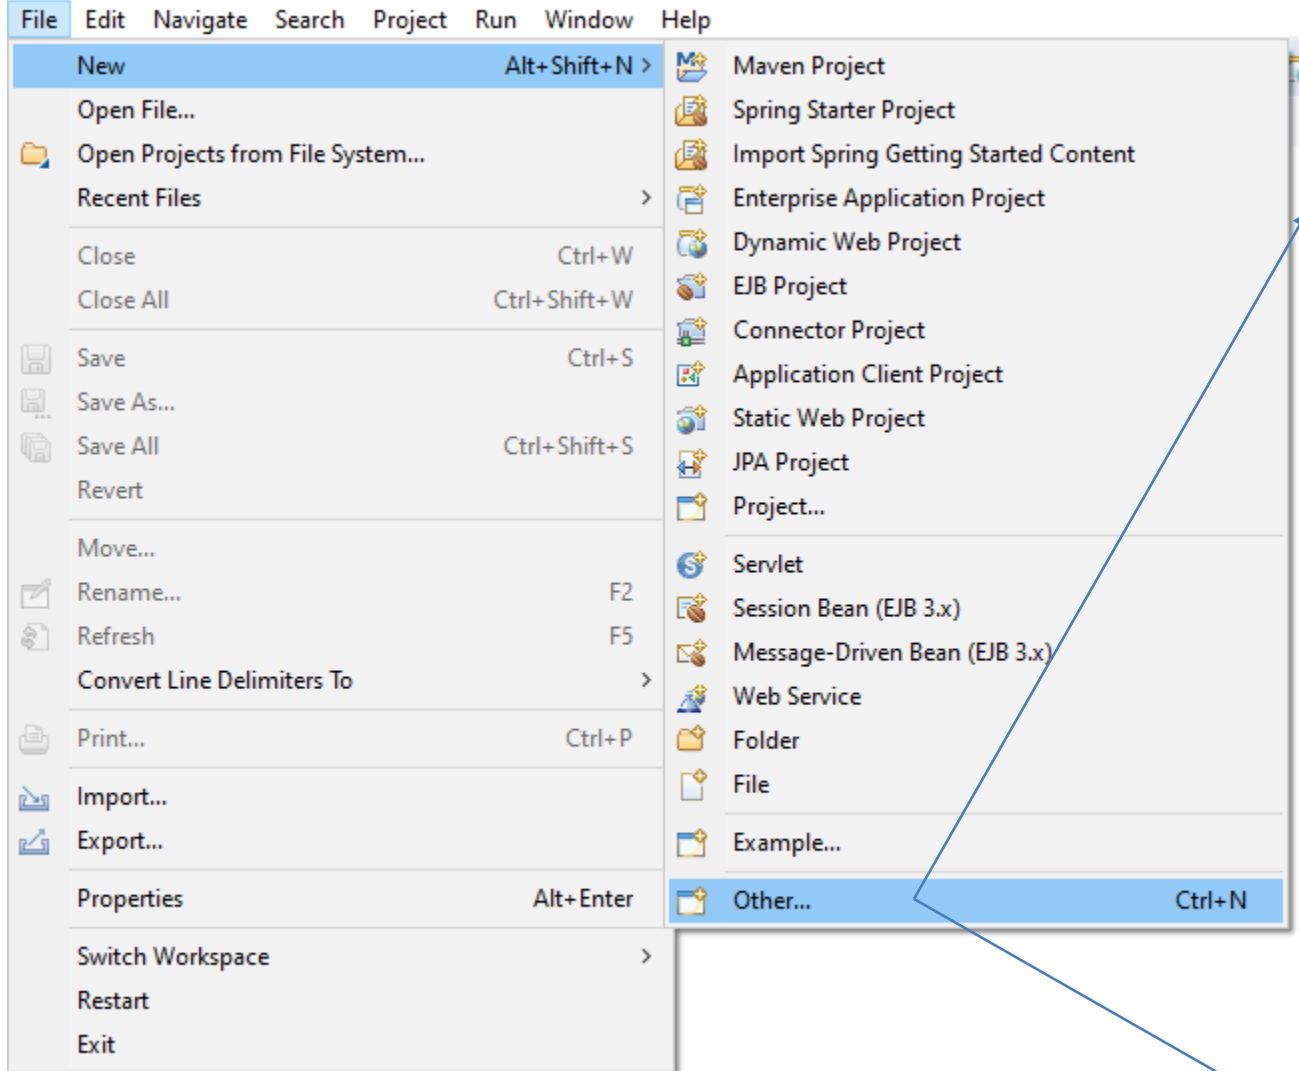 File Edit Navigate Search Project Run Window Help
New Alt+Shift+N >
Open File...
Open Projects from File System...
Recent Files >
Close Ctrl+W
Close All Ctrl+Shift+W
Save Ctrl+S
Save As...
Save All Ctrl+Shift+S
Revert
Move...
Rename... F2
Refresh F5
Convert Line Delimiters To >
Print... Ctrl+P
Import...
Export...
Properties Alt+Enter
Switch Workspace >
Restart
Exit
Maven Project
Spring Starter Project
Import Spring Getting Started Content
Enterprise Application Project
Dynamic Web Project
EJB Project
Connector Project
Application Client Project
Static Web Project
JPA Project
Project...
Servlet
Session Bean (EJB 3.x)
Message-Driven Bean (EJB 3.x)
Web Service
Folder
File
Example...
Other... Ctrl+N